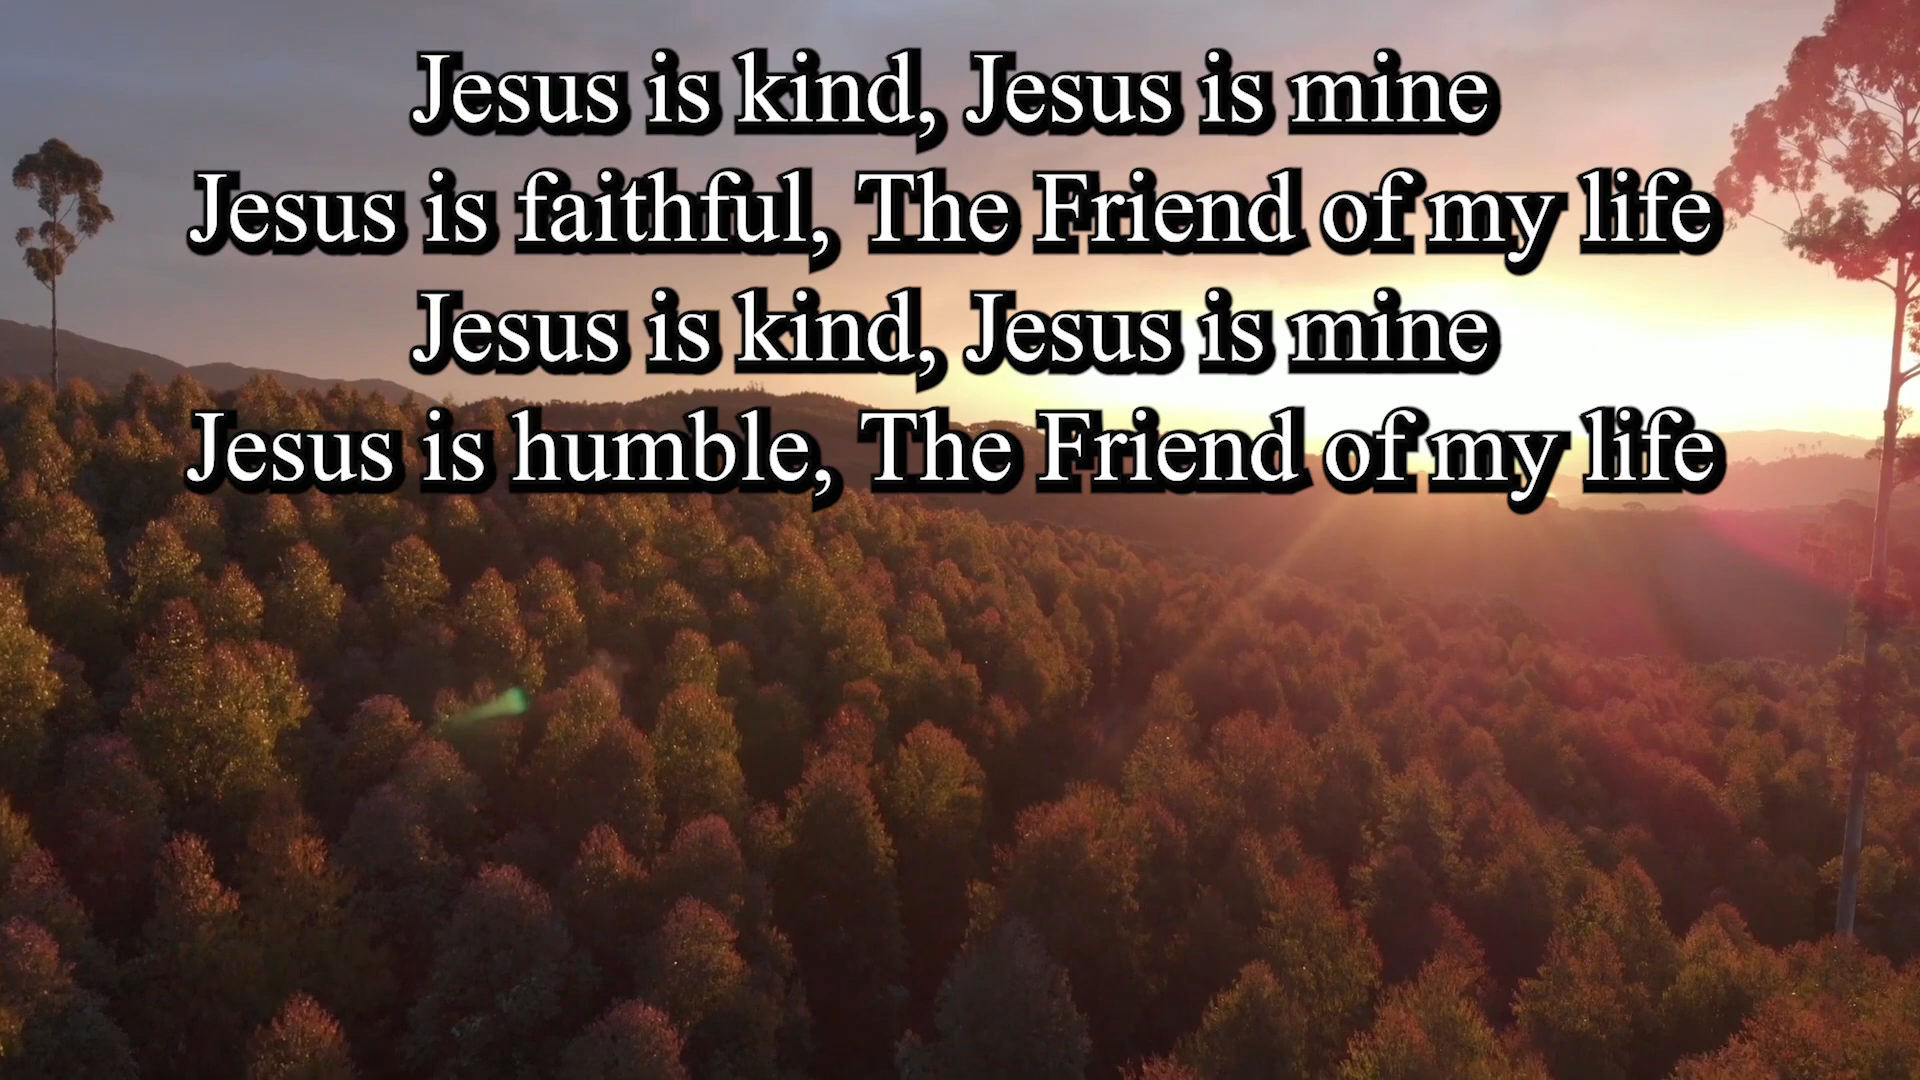 Jesus is kind, Jesus is mine
Jesus is faithful, The Friend of my life
Jesus is kind, Jesus is mine
Jesus is humble, The Friend of my life